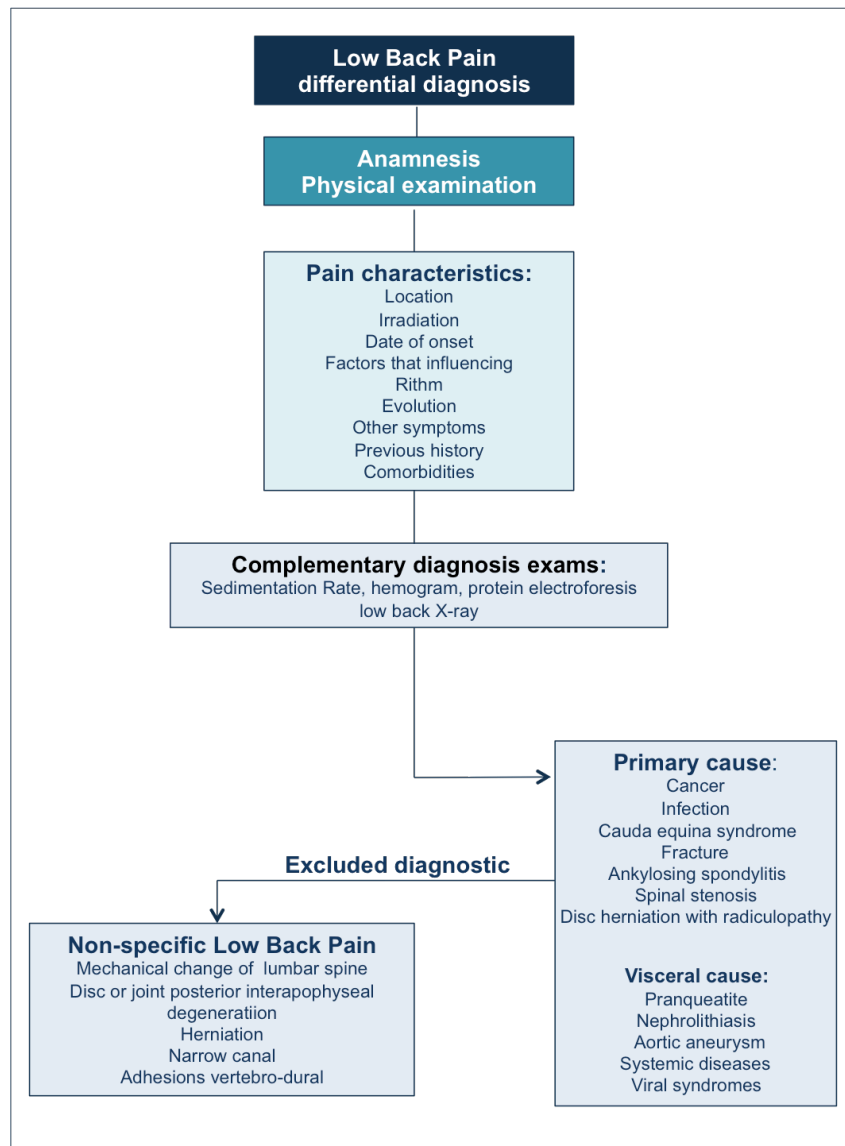 Low Back Pain
differential diagnosis
Anamnesis
Physical examination
Pain characteristics:
Location
Irradiation
Date of onset
Factors that influencing
Rithm
Evolution
Other symptoms
Previous history
Comorbidities
Complementary diagnosis exams:
Sedimentation Rate, hemogram, protein electroforesis
low back X-ray
Primary cause:
Cancer
Infection
Cauda equina syndrome
Fracture
Ankylosing spondylitis
Spinal stenosis
Disc herniation with radiculopathy
Visceral cause:
Pranqueatite
Nephrolithiasis
Aortic aneurysm
Systemic diseases
Viral syndromes
Excluded diagnostic
Non-specific Low Back Pain
Mechanical change of lumbar spine
Disc or joint posterior interapophyseal
degeneratiion
Herniation
Narrow canal
Adhesions vertebro-dural